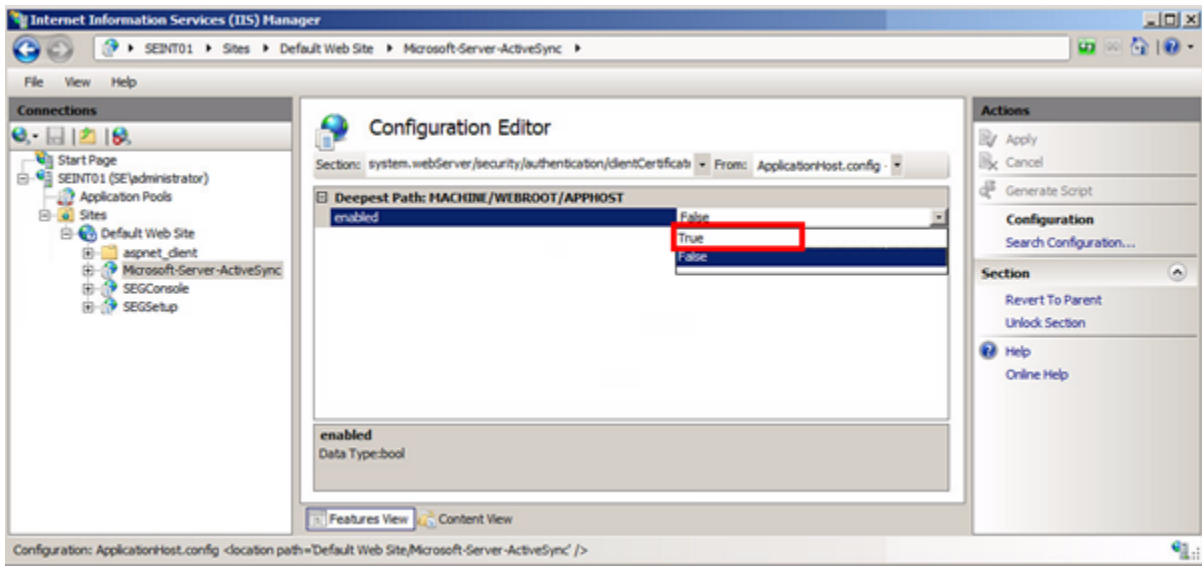 Internet Information Services (IIS) Manager
SEINT01 Sites Default Web Site Microsoft-Server-ActiveSync
File View Help
Connections
Start Page
SEINT01 (SE\administrator)
Application Pools
Sites
Default Web Site
aspnet_client
Microsoft-Server-ActiveSync
SEGConsole
SEGSetup
Configuration Editor
Section: system.webServer/security/authentication/clientCertificate From: ApplicationHost.config
Deepest Path: MACHINE/WEBROOT/APPHOST
enabled False
True
False
enabled
Data Type:bool
Features View Content View
Actions
Apply
Cancel
Generate Script
Configuration
Search Configuration...
Section
Revert To Parent
Unlock Section
Help
Online Help
Configuration: ApplicationHost.config <location path='Default Web Site/Microsoft-Server-ActiveSync' />